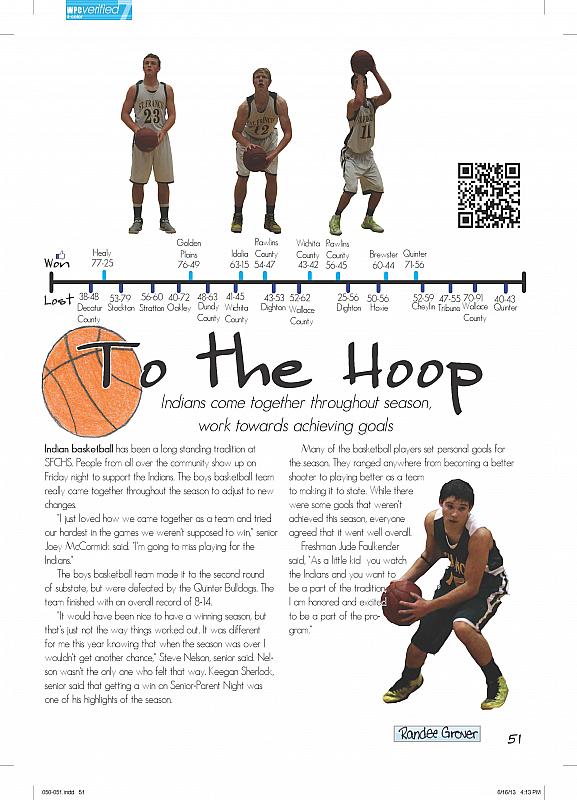 WPC verified 7
e-color
ST. FRANCIS
23
12
11
Won
Healy
77-25
Golden
Plains
76-49
Idalia
63-15
Rawlins
County
54-47
Wichita
County
43-42
Rawlins
County
56-45
Brewster
60-44
Quinter
71-56
Lost
38-48
Decatur
County
53-79
Stockton
56-60
Stratton
40-72
Oakley
48-63
Dundy
County
41-45
Wichita
County
43-53
Dighton
52-62
Wallace
County
25-56
Dighton
50-56
Hoxie
52-59
Cheylin
47-55
Tribune
70-91
Wallace
County
40-43
Quinter
To the Hoop
Indians come together throughout season,
work towards achieving goals
Indian basketball has been a long standing tradition at
SFCHS. People from all over the community show up on
Friday night to support the Indians. The boys basketball team
really came together throughout the season to adjust to new
changes.
"I just loved how we came together as a team and tried
our hardest in the games we weren't supposed to win," senior
Joey McCormick said. "I'm going to miss playing for the
Indians."
The boys basketball team made it to the second round
of substate, but were defeated by the Quinter Bulldogs. The
team finished with an overall record of 8-14.
"It would have been nice to have a winning season, but
that's just not the way things worked out. It was different
for me this year knowing that when the season was over I
wouldn't get another chance," Steve Nelson, senior said. Nel-
son wasn't the only one who felt that way. Keegan Sherlock,
senior said that getting a win on Senior-Parent Night was
one of his highlights of the season.
Many of the basketball players set personal goals for
the season. They ranged anywhere from becoming a better
shooter to playing better as a team
to making it to state. While there
were some goals that weren't
achieved this season, everyone
agreed that it went well overall.
Freshman Jude Faulkender
said, "As a little kid you watch
the Indians and you want to
be a part of the tradition.
I am honored and excited
to be a part of the pro-
gram."
Randee Grover
51
050-051.indd 51
6/16/13 4:13 PM